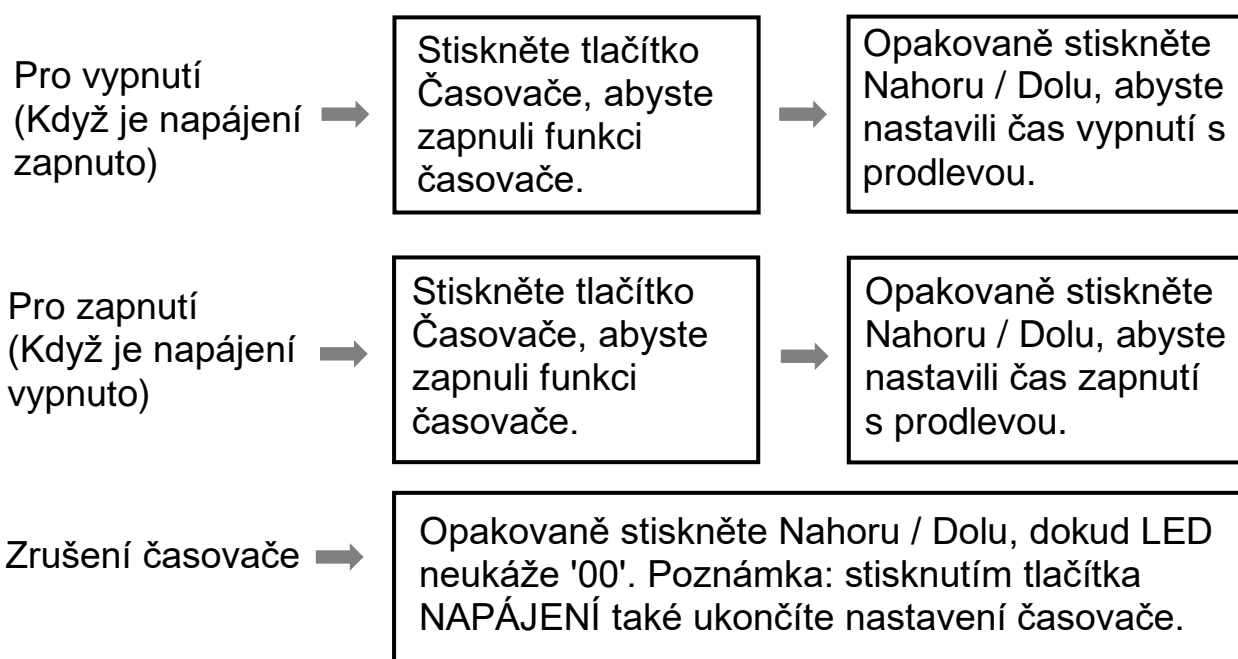 Pro vypnutí
(Když je napájení
zapnuto)
Stiskněte tlačítko
Časovače, abyste
zapnuli funkci
časovače.
Opakovaně stiskněte
Nahoru / Dolu, abyste
nastavili čas vypnutí s
prodlevou.
Pro zapnutí
(Když je napájení
vypnuto)
Stiskněte tlačítko
Časovače, abyste
zapnuli funkci
časovače.
Opakovaně stiskněte
Nahoru / Dolu, abyste
nastavili čas zapnutí
s prodlevou.
Zrušení časovače
Opakovaně stiskněte Nahoru / Dolu, dokud LED
neukáže '00'. Poznámka: stisknutím tlačítka
NAPÁJENÍ také ukončíte nastavení časovače.